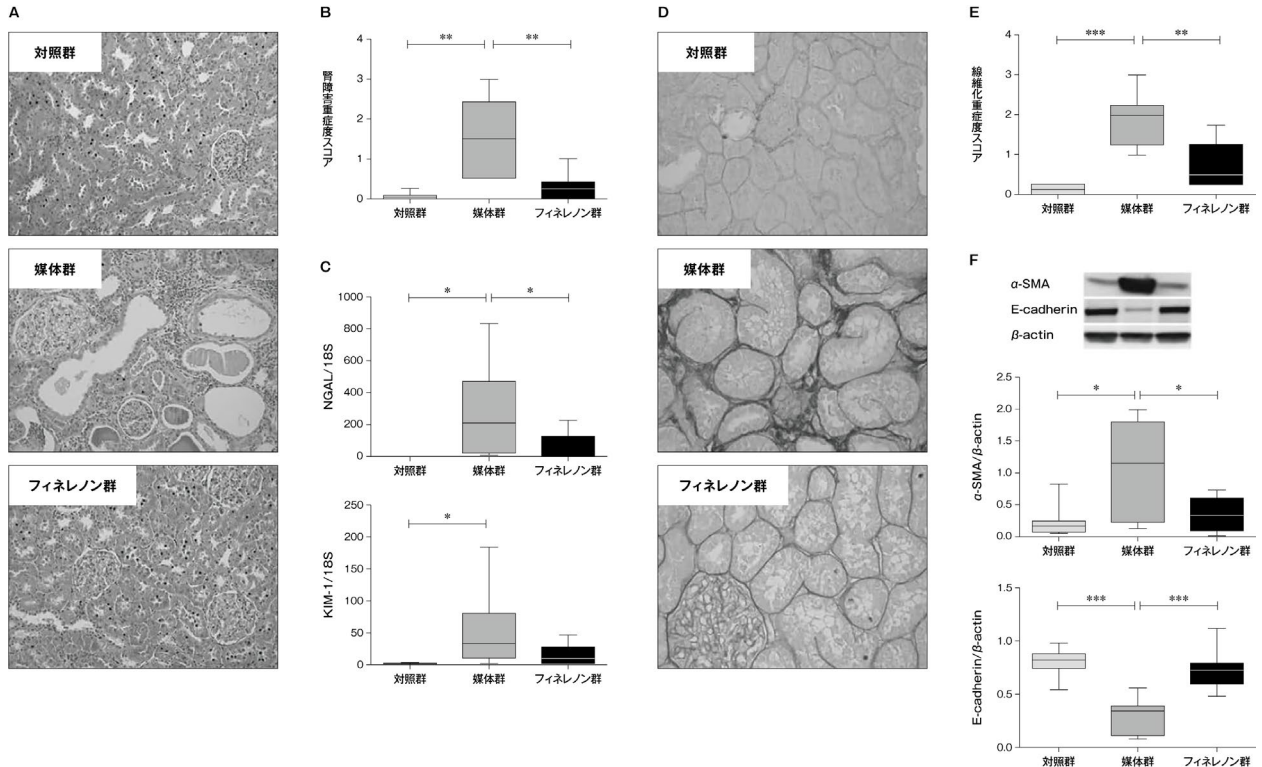 A
対照群
媒体群
フィネレノン群
B
腎障害重症度スコア
4
3
2
1
0
** **
対照群 媒体群 フィネレノン群
C
NGAL/18S
1000
800
600
400
200
0
* *
対照群 媒体群 フィネレノン群
KIM-1/18S
250
200
150
100
50
0
*
対照群 媒体群 フィネレノン群
D
対照群
媒体群
フィネレノン群
E
線維化重症度スコア
4
3
2
1
0
*** **
対照群 媒体群 フィネレノン群
F
α-SMA
E-cadherin
β-actin
α-SMA/β-actin
2.5
2.0
1.5
1.0
0.5
0.0
* *
対照群 媒体群 フィネレノン群
E-cadherin/β-actin
1.5
1.0
0.5
0.0
*** ***
対照群 媒体群 フィネレノン群